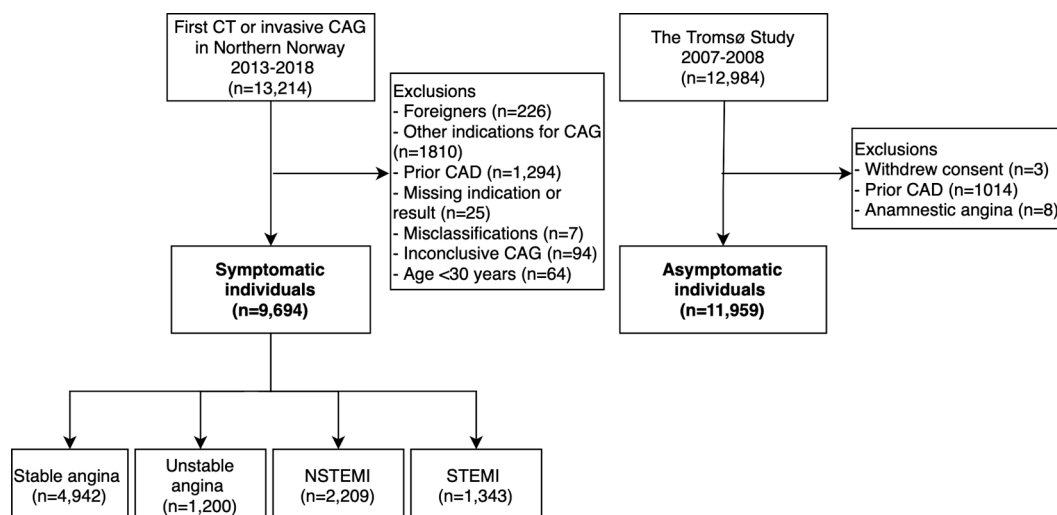 First CT or invasive CAG
in Northern Norway
2013-2018
(n=13,214)
Exclusions
- Foreigners (n=226)
- Other indications for CAG
(n=1810)
- Prior CAD (n=1,294)
- Missing indication or
result (n=25)
- Misclassifications (n=7)
- Inconclusive CAG (n=94)
- Age <30 years (n=64)
Symptomatic
individuals
(n=9,694)
Stable angina
(n=4,942)
Unstable
angina
(n=1,200)
NSTEMI
(n=2,209)
STEMI
(n=1,343)
The Tromsø Study
2007-2008
(n=12,984)
Exclusions
- Withdrew consent (n=3)
- Prior CAD (n=1014)
- Anamnestic angina (n=8)
Asymptomatic
individuals
(n=11,959)